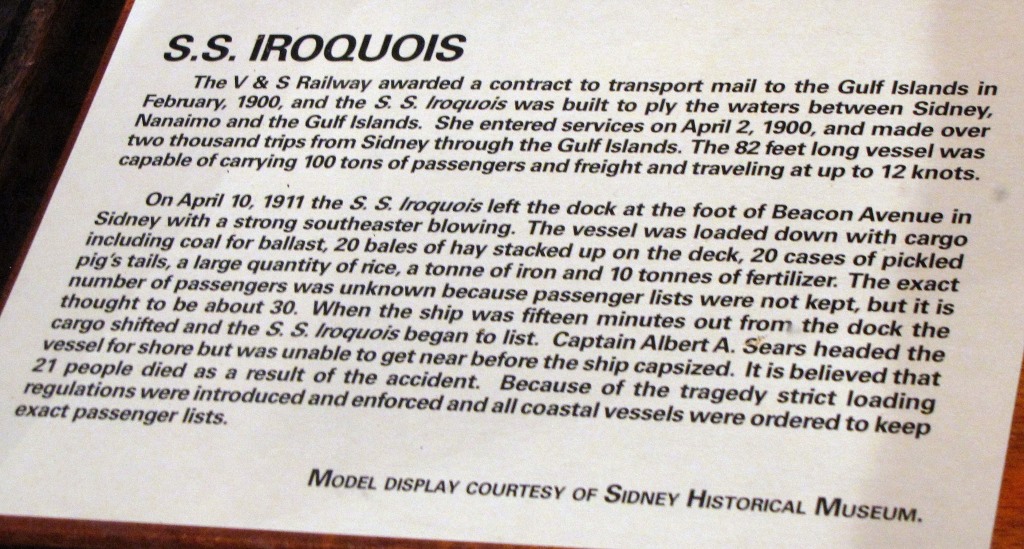 S.S. IROQUOIS
The V & S Railway awarded a contract to transport mail to the Gulf Islands in
February, 1900, and the S. S. Iroquois was built to ply the waters between Sidney,
Nanaimo and the Gulf Islands. She entered services on April 2, 1900, and made over
two thousand trips from Sidney through the Gulf Islands. The 82 feet long vessel was
capable of carrying 100 tons of passengers and freight and traveling at up to 12 knots.
On April 10, 1911 the S. S. Iroquois left the dock at the foot of Beacon Avenue in
Sidney with a strong southeaster blowing. The vessel was loaded down with cargo
including coal for ballast, 20 bales of hay stacked up on the deck, 20 cases of pickled
pig's tails, a large quantity of rice, a tonne of iron and 10 tonnes of fertilizer. The exact
number of passengers was unknown because passenger lists were not kept, but it is
thought to be about 30. When the ship was fifteen minutes out from the dock the
cargo shifted and the S. S. Iroquois began to list. Captain Albert A. Sears headed the
vessel for shore but was unable to get near before the ship capsized. It is believed that
21 people died as a result of the accident. Because of the tragedy strict loading
regulations were introduced and enforced and all coastal vessels were ordered to keep
exact passenger lists.
MODEL DISPLAY COURTESY OF SIDNEY HISTORICAL MUSEUM.